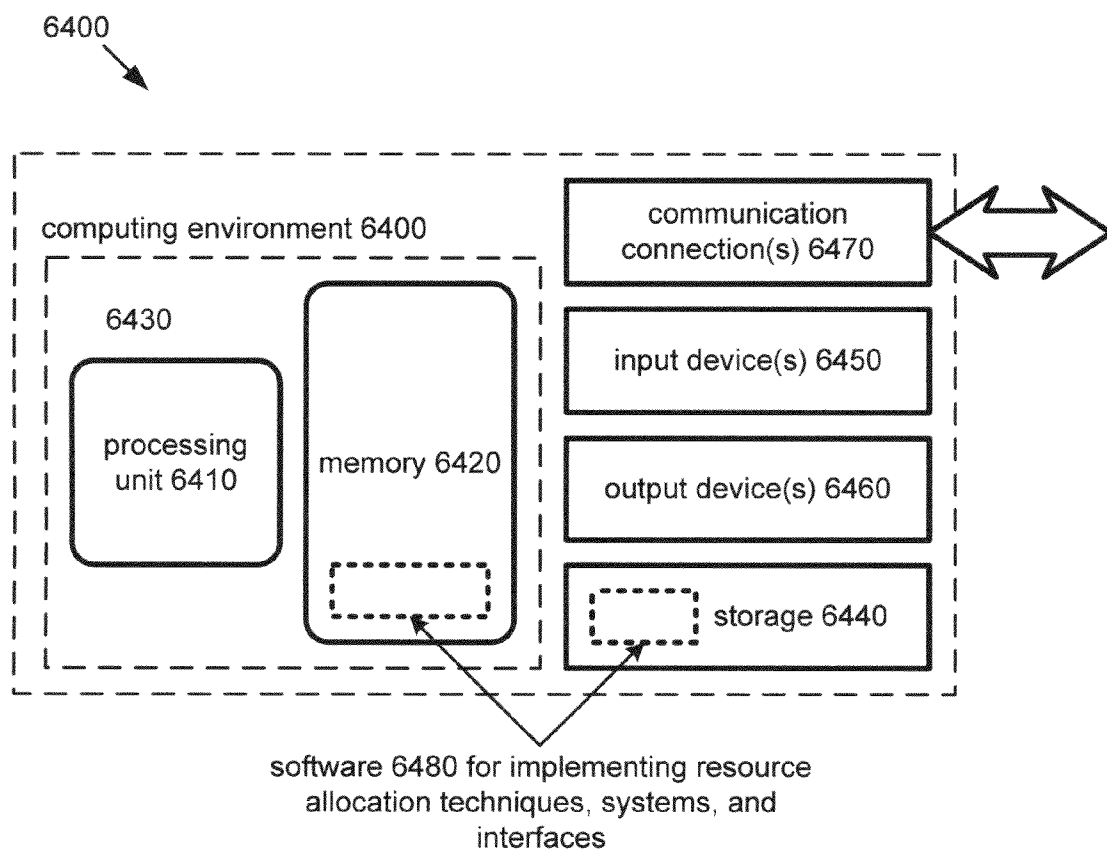 6400
computing environment 6400
6430
processing
unit 6410
memory 6420
communication
connection(s) 6470
input device(s) 6450
output device(s) 6460
storage 6440
software 6480 for implementing resource
allocation techniques, systems, and
interfaces